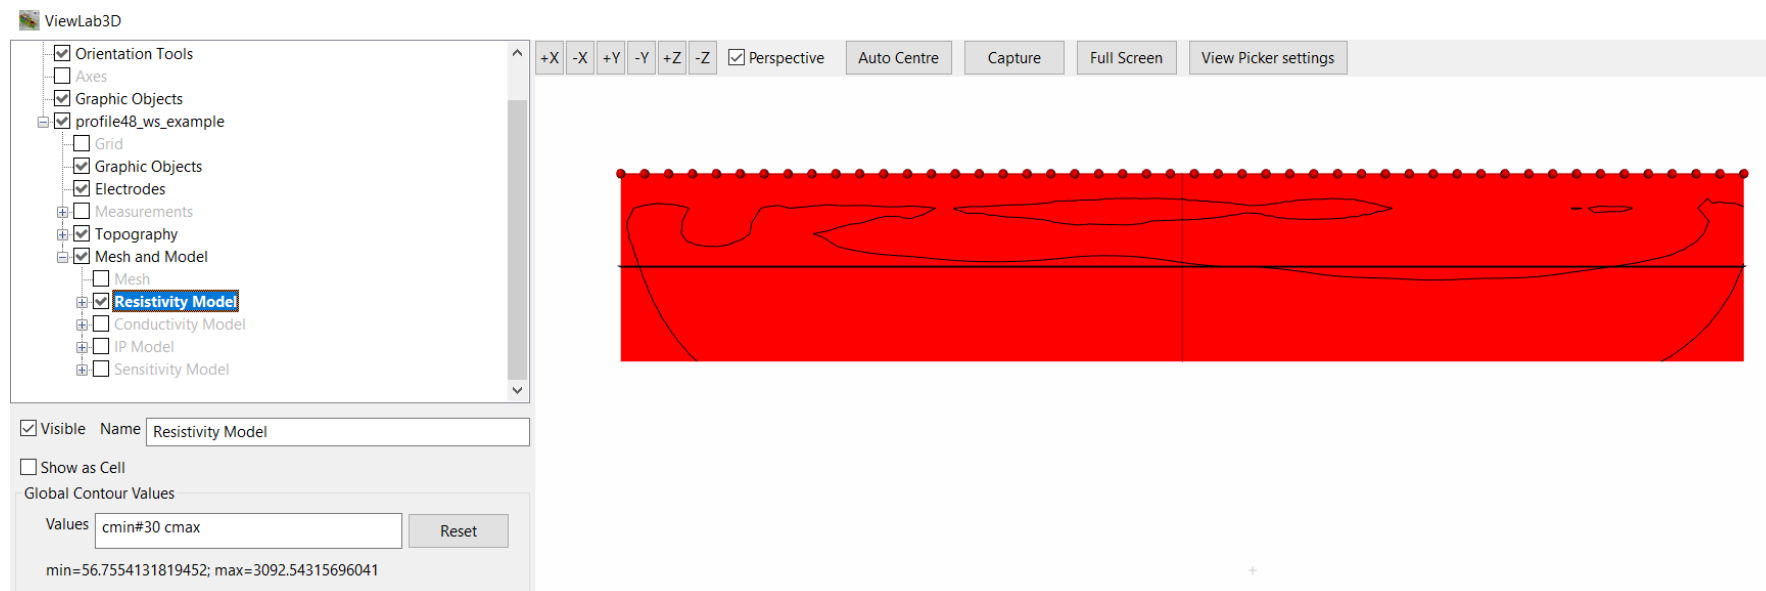 ViewLab3D
Orientation Tools
Axes
Graphic Objects
profile48_ws_example
Grid
Graphic Objects
Electrodes
Measurements
Topography
Mesh and Model
Mesh
Resistivity Model
Conductivity Model
IP Model
Sensitivity Model
Visible Name Resistivity Model
Show as Cell
Global Contour Values
Values cmin#30 cmax Reset
min=56.7554131819452; max=3092.54315696041
+X -X +Y -Y +Z -Z Perspective Auto Centre Capture Full Screen View Picker settings